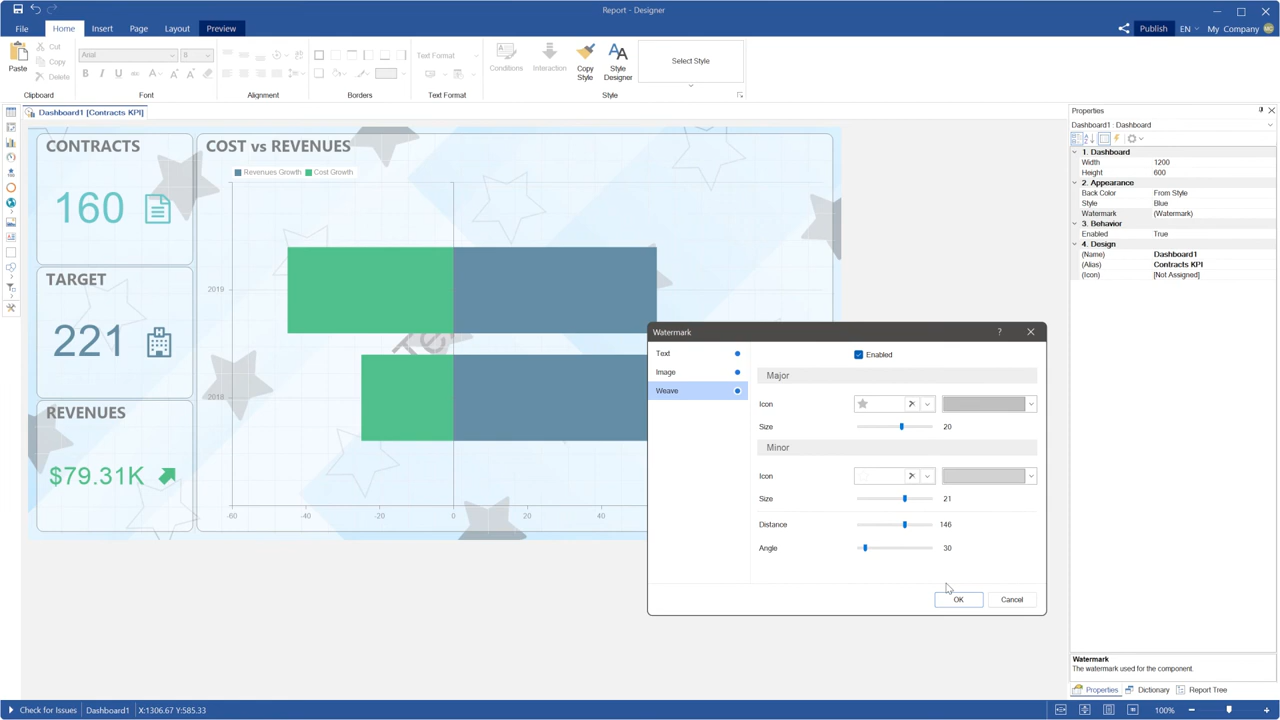 Report - Designer
File Home Insert Page Layout Preview
Publish EN My Company MC
Paste
Cut
Copy
Delete
Clipboard
Arial 8
B I U A A A
Font
Alignment
Borders
Text Format
Text Format
Conditions
Interaction
Copy Style
Style Designer
Select Style
Style
Dashboard1 [Contracts KPI]
CONTRACTS
160
TARGET
221
REVENUES
$79.31K
COST vs REVENUES
Revenues Growth Cost Growth
2019
2018
-60 -40 -20 0 20 40
Te
Watermark ?
Text
Image
Weave
Enabled
Major
Icon
Size 20
Minor
Icon
Size 21
Distance 146
Angle 30
OK Cancel
Properties
Dashboard1 : Dashboard
1. Dashboard
Width 1200
Height 600
2. Appearance
Back Color From Style
Style Blue
Watermark (Watermark)
3. Behavior
Enabled True
4. Design
(Name) Dashboard1
(Alias) Contracts KPI
(Icon) [Not Assigned]
Watermark
The watermark used for the component.
Properties Dictionary Report Tree
Check for Issues Dashboard1 X:1306.67 Y:585.33 100%